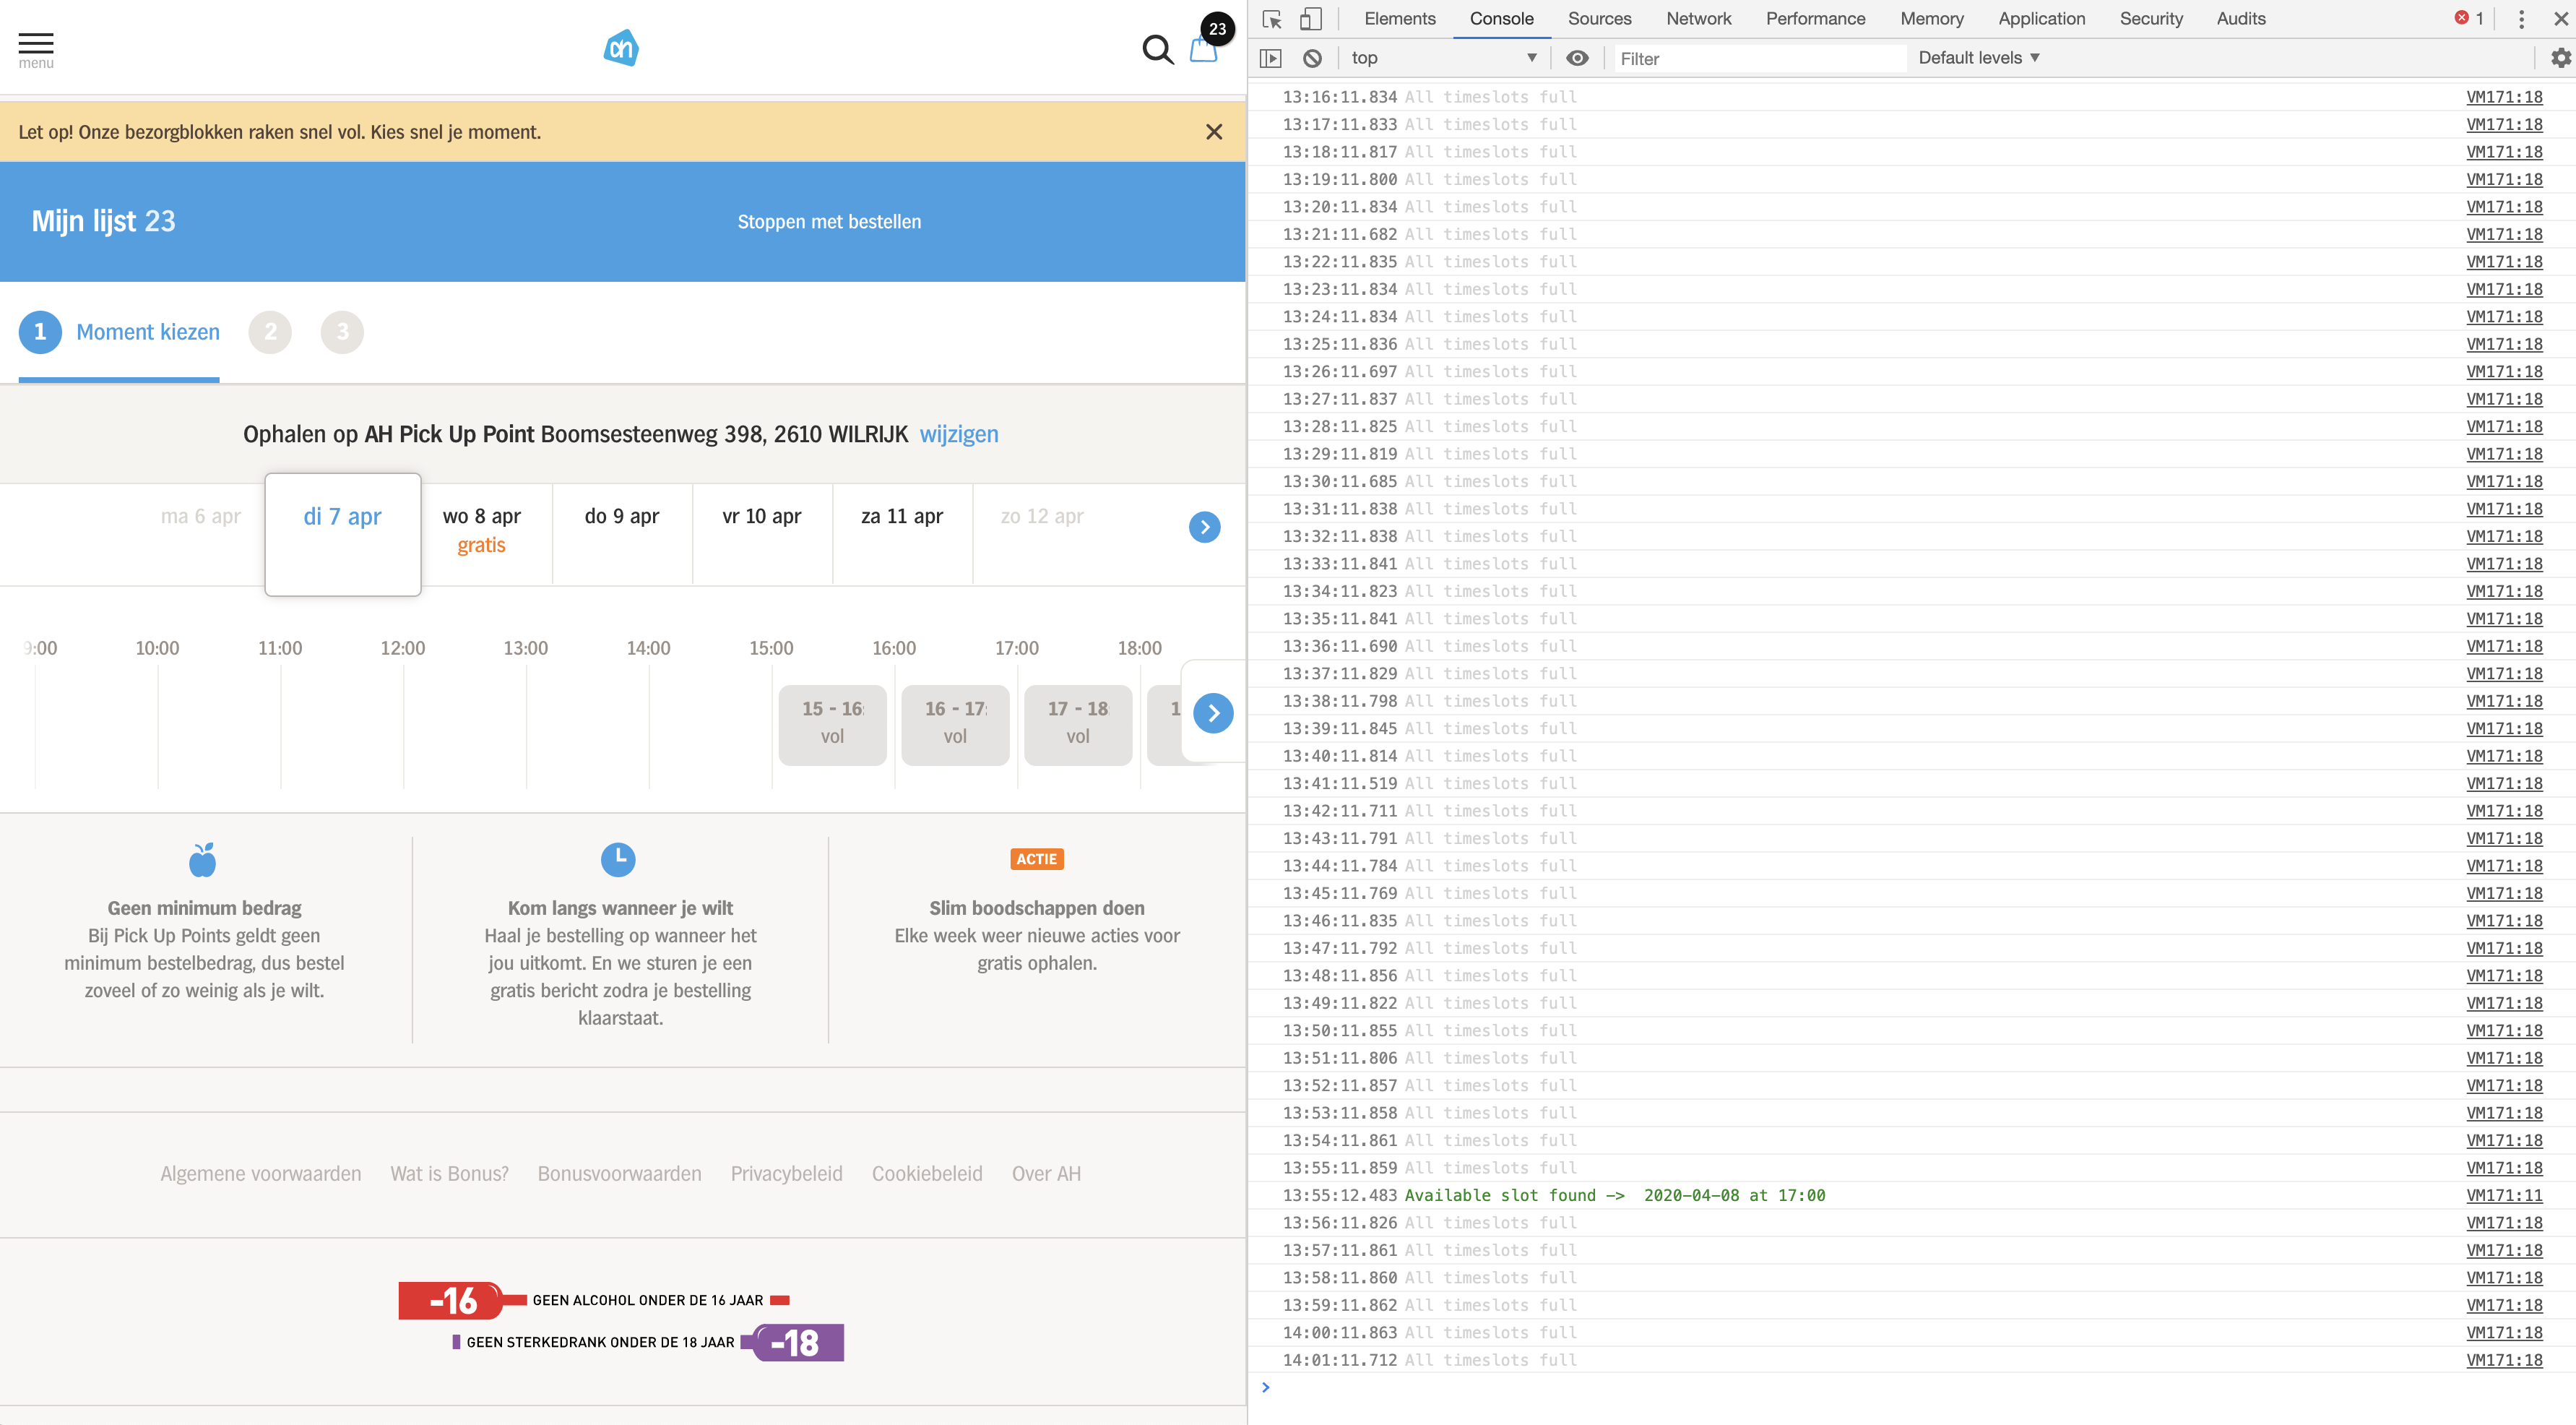 menu
ah
23
Let op! Onze bezorgblokken raken snel vol. Kies snel je moment.
Mijn lijst 23
Stoppen met bestellen
1 Moment kiezen 2 3
Ophalen op AH Pick Up Point Boomsesteenweg 398, 2610 WILRIJK wijzigen
ma 6 apr
di 7 apr
wo 8 apr
gratis
do 9 apr
vr 10 apr
za 11 apr
zo 12 apr
9:00 10:00 11:00 12:00 13:00 14:00 15:00 16:00 17:00 18:00
15 - 16:
vol
16 - 17:
vol
17 - 18
vol
1
Geen minimum bedrag
Bij Pick Up Points geldt geen
minimum bestelbedrag, dus bestel
zoveel of zo weinig als je wilt.
Kom langs wanneer je wilt
Haal je bestelling op wanneer het
jou uitkomt. En we sturen je een
gratis bericht zodra je bestelling
klaarstaat.
ACTIE
Slim boodschappen doen
Elke week weer nieuwe acties voor
gratis ophalen.
Algemene voorwaarden Wat is Bonus? Bonusvoorwaarden Privacybeleid Cookiebeleid Over AH
-16 GEEN ALCOHOL ONDER DE 16 JAAR
GEEN STERKEDRANK ONDER DE 18 JAAR -18
Elements Console Sources Network Performance Memory Application Security Audits 1
top Filter Default levels
13:16:11.834 All timeslots full VM171:18
13:17:11.833 All timeslots full VM171:18
13:18:11.817 All timeslots full VM171:18
13:19:11.800 All timeslots full VM171:18
13:20:11.834 All timeslots full VM171:18
13:21:11.682 All timeslots full VM171:18
13:22:11.835 All timeslots full VM171:18
13:23:11.834 All timeslots full VM171:18
13:24:11.834 All timeslots full VM171:18
13:25:11.836 All timeslots full VM171:18
13:26:11.697 All timeslots full VM171:18
13:27:11.837 All timeslots full VM171:18
13:28:11.825 All timeslots full VM171:18
13:29:11.819 All timeslots full VM171:18
13:30:11.685 All timeslots full VM171:18
13:31:11.838 All timeslots full VM171:18
13:32:11.838 All timeslots full VM171:18
13:33:11.841 All timeslots full VM171:18
13:34:11.823 All timeslots full VM171:18
13:35:11.841 All timeslots full VM171:18
13:36:11.690 All timeslots full VM171:18
13:37:11.829 All timeslots full VM171:18
13:38:11.798 All timeslots full VM171:18
13:39:11.845 All timeslots full VM171:18
13:40:11.814 All timeslots full VM171:18
13:41:11.519 All timeslots full VM171:18
13:42:11.711 All timeslots full VM171:18
13:43:11.791 All timeslots full VM171:18
13:44:11.784 All timeslots full VM171:18
13:45:11.769 All timeslots full VM171:18
13:46:11.835 All timeslots full VM171:18
13:47:11.792 All timeslots full VM171:18
13:48:11.856 All timeslots full VM171:18
13:49:11.822 All timeslots full VM171:18
13:50:11.855 All timeslots full VM171:18
13:51:11.806 All timeslots full VM171:18
13:52:11.857 All timeslots full VM171:18
13:53:11.858 All timeslots full VM171:18
13:54:11.861 All timeslots full VM171:18
13:55:11.859 All timeslots full VM171:18
13:55:12.483 Available slot found -> 2020-04-08 at 17:00 VM171:11
13:56:11.826 All timeslots full VM171:18
13:57:11.861 All timeslots full VM171:18
13:58:11.860 All timeslots full VM171:18
13:59:11.862 All timeslots full VM171:18
14:00:11.863 All timeslots full VM171:18
14:01:11.712 All timeslots full VM171:18